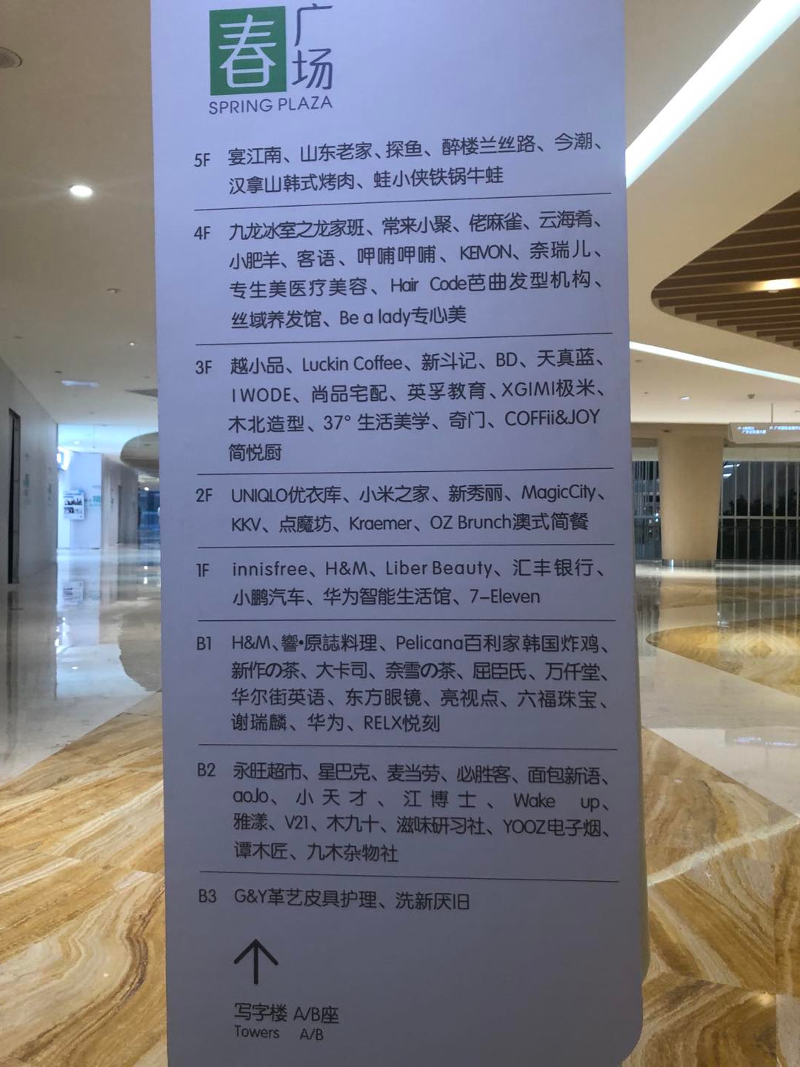 春广场
SPRING PLAZA
5F 宴江南、山东老家、探鱼、醉楼兰丝路、今潮、
汉拿山韩式烤肉、蛙小侠铁锅牛蛙
4F 九龙冰室之龙家班、常来小聚、佬麻雀、云海肴、
小肥羊、客语、呷哺呷哺、KEIVON、奈瑞儿、
专生美医疗美容、Hair Code芭曲发型机构、
丝域养发馆、Be a lady专心美
3F 越小品、Luckin Coffee、新斗记、BD、天真蓝、
IWODE、尚品宅配、英孚教育、XGIMI极米、
木北造型、37°生活美学、奇门、COFFii&JOY
简悦厨
2F UNIQLO优衣库、小米之家、新秀丽、MagicCity、
KKV、点魔坊、Kraemer、OZ Brunch澳式简餐
1F innisfree、H&M、Liber Beauty、汇丰银行、
小鹏汽车、华为智能生活馆、7-Eleven
B1 H&M、響•原誌料理、Pelicana百利家韩国炸鸡、
新作の茶、大卡司、奈雪の茶、屈臣氏、万仟堂、
华尔街英语、东方眼镜、亮视点、六福珠宝、
谢瑞麟、华为、RELX悦刻
B2 永旺超市、星巴克、麦当劳、必胜客、面包新语、
aoJo、小天才、江博士、Wake up、
雅漾、V21、木九十、滋味研习社、YOOZ电子烟、
谭木匠、九木杂物社
B3 G&Y革艺皮具护理、洗新厌旧
写字楼 A/B座
Towers A/B